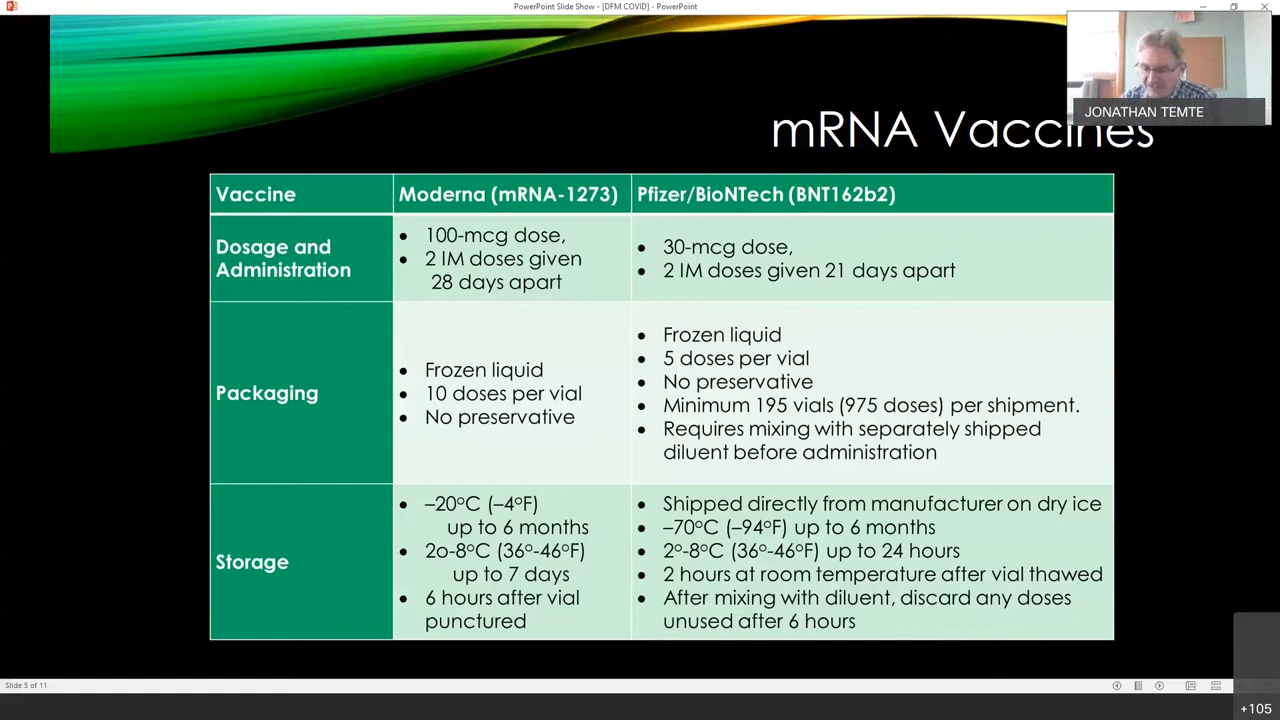 PowerPoint Slide Show - [DFM COVID] - PowerPoint
JONATHAN TEMTE
mRNA Vaccines
Vaccine
Moderna (mRNA-1273)
Pfizer/BioNTech (BNT162b2)
Dosage and
Administration
• 100-mcg dose,
• 2 IM doses given
28 days apart
• 30-mcg dose,
• 2 IM doses given 21 days apart
Packaging
• Frozen liquid
• 10 doses per vial
• No preservative
• Frozen liquid
• 5 doses per vial
• No preservative
• Minimum 195 vials (975 doses) per shipment.
• Requires mixing with separately shipped
diluent before administration
Storage
• –20°C (–4°F)
up to 6 months
• 2o-8°C (36°-46°F)
up to 7 days
• 6 hours after vial
punctured
• Shipped directly from manufacturer on dry ice
• –70°C (–94°F) up to 6 months
• 2°-8°C (36°-46°F) up to 24 hours
• 2 hours at room temperature after vial thawed
• After mixing with diluent, discard any doses
unused after 6 hours
Slide 5 of 11
+105